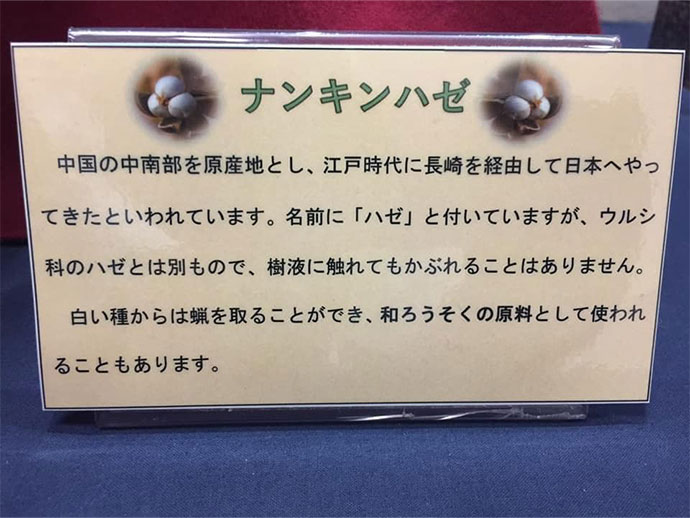 ナンキンハゼ
中国の中南部を原産地とし、江戸時代に長崎を経由して日本へやっ
てきたといわれています。名前に「ハゼ」と付いていますが、ウルシ
科のハゼとは別もので、樹液に触れてもかぶれることはありません。
白い種からは蝋を取ることができ、和ろうそくの原料として使われ
ることもあります。